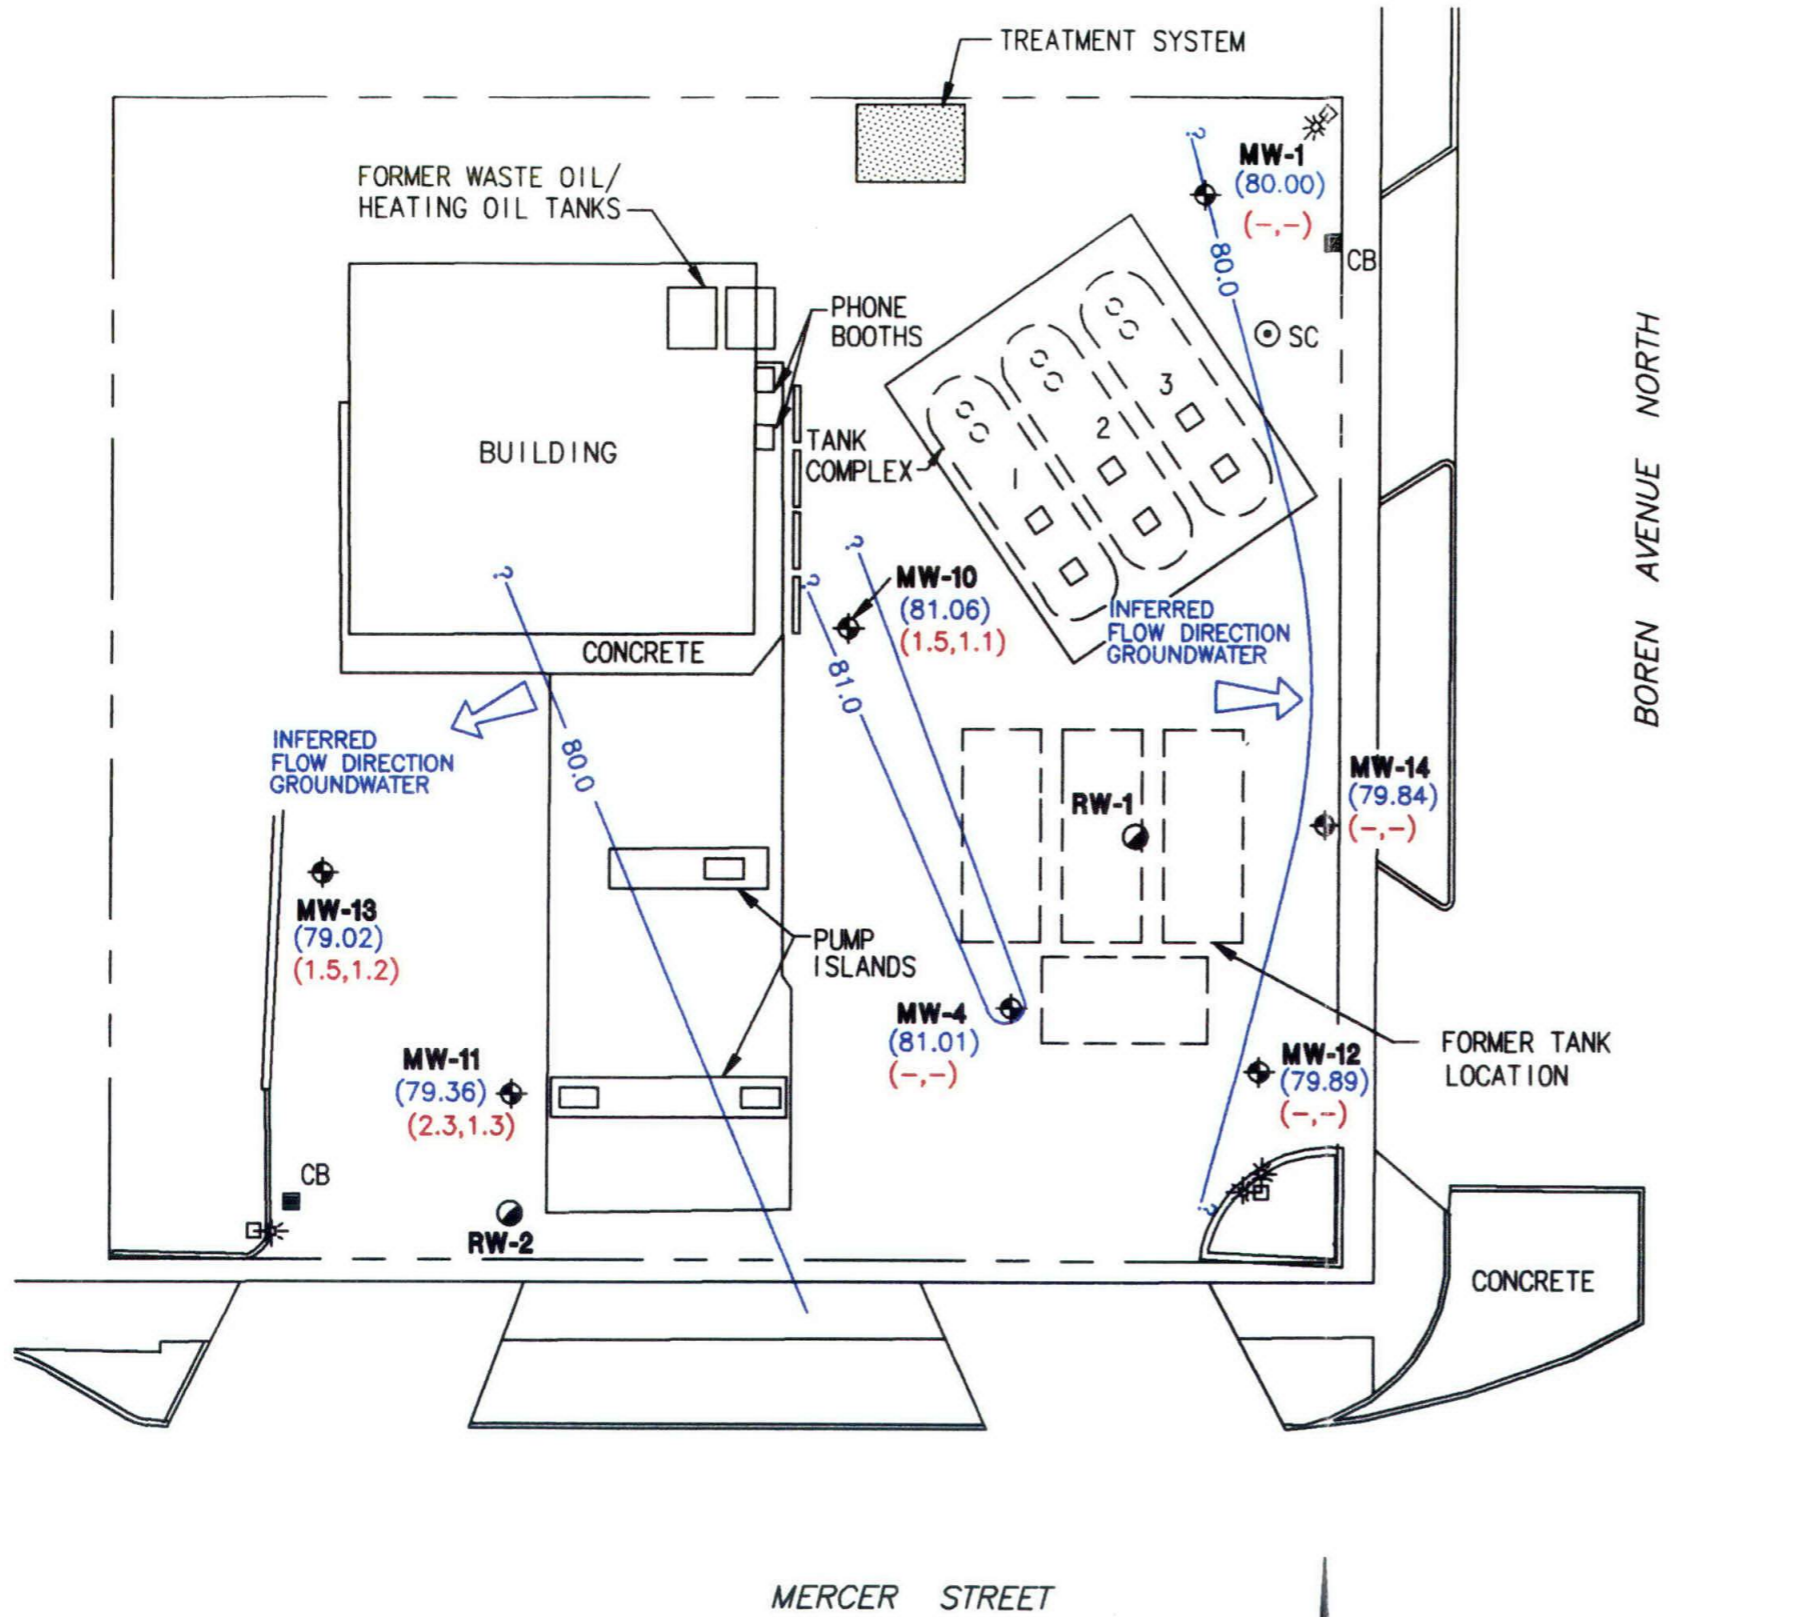 TREATMENT SYSTEM
?
MW-1
(80.00)
(-,-)
FORMER WASTE OIL/
HEATING OIL TANKS
80.0
CB
PHONE
BOOTHS
SC
BUILDING
TANK
COMPLEX
1
2
3
BOREN AVENUE NORTH
?
?
?
MW-10
(81.06)
(1.5,1.1)
INFERRED
FLOW DIRECTION
GROUNDWATER
CONCRETE
81.0
80.0
INFERRED
FLOW DIRECTION
GROUNDWATER
MW-14
(79.84)
(-,-)
RW-1
MW-13
(79.02)
(1.5,1.2)
PUMP
ISLANDS
MW-4
(81.01)
(-,-)
FORMER TANK
LOCATION
MW-12
(79.89)
(-,-)
MW-11
(79.36)
(2.3,1.3)
CB
?
RW-2
CONCRETE
MERCER STREET